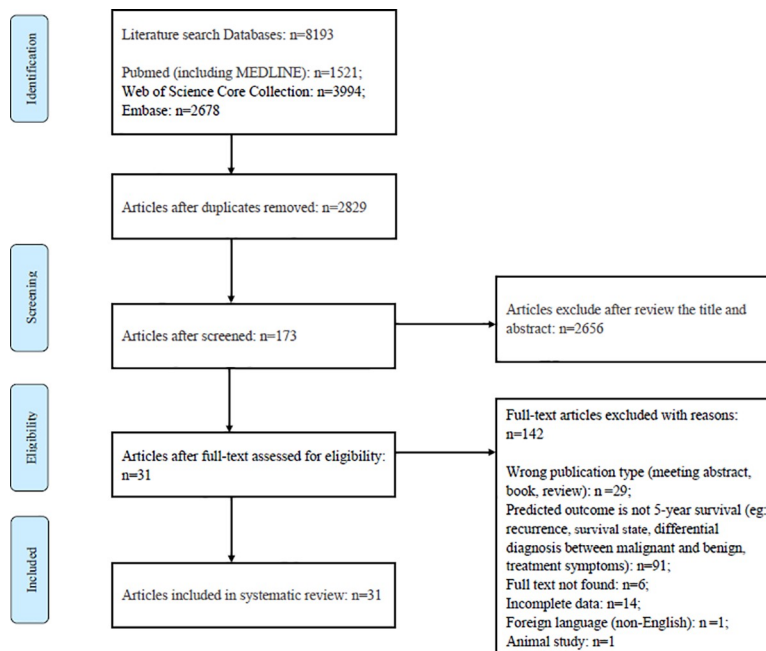 Identification
Literature search Databases: n=8193
Pubmed (including MEDLINE): n=1521;
Web of Science Core Collection: n=3994;
Embase: n=2678
Articles after duplicates removed: n=2829
Screening
Articles after screened: n=173
Articles exclude after review the title and
abstract: n=2656
Eligibility
Articles after full-text assessed for eligibility:
n=31
Full-text articles excluded with reasons:
n=142
Wrong publication type (meeting abstract,
book, review): n =29;
Predicted outcome is not 5-year survival (eg:
recurrence, survival state, differential
diagnosis between malignant and benign,
treatment symptoms): n=91;
Full text not found: n=6;
Incomplete data: n=14;
Foreign language (non-English): n =1;
Animal study: n=1
Included
Articles included in systematic review: n=31